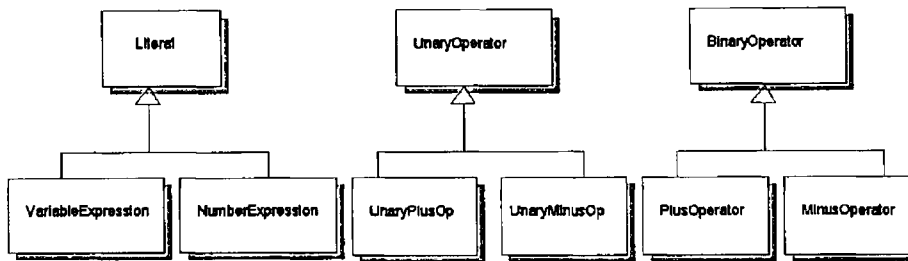 Literal
UnaryOperator
BinaryOperator
VariableExpression
NumberExpression
UnaryPlusOp
UnaryMinusOp
PlusOperator
MinusOperator